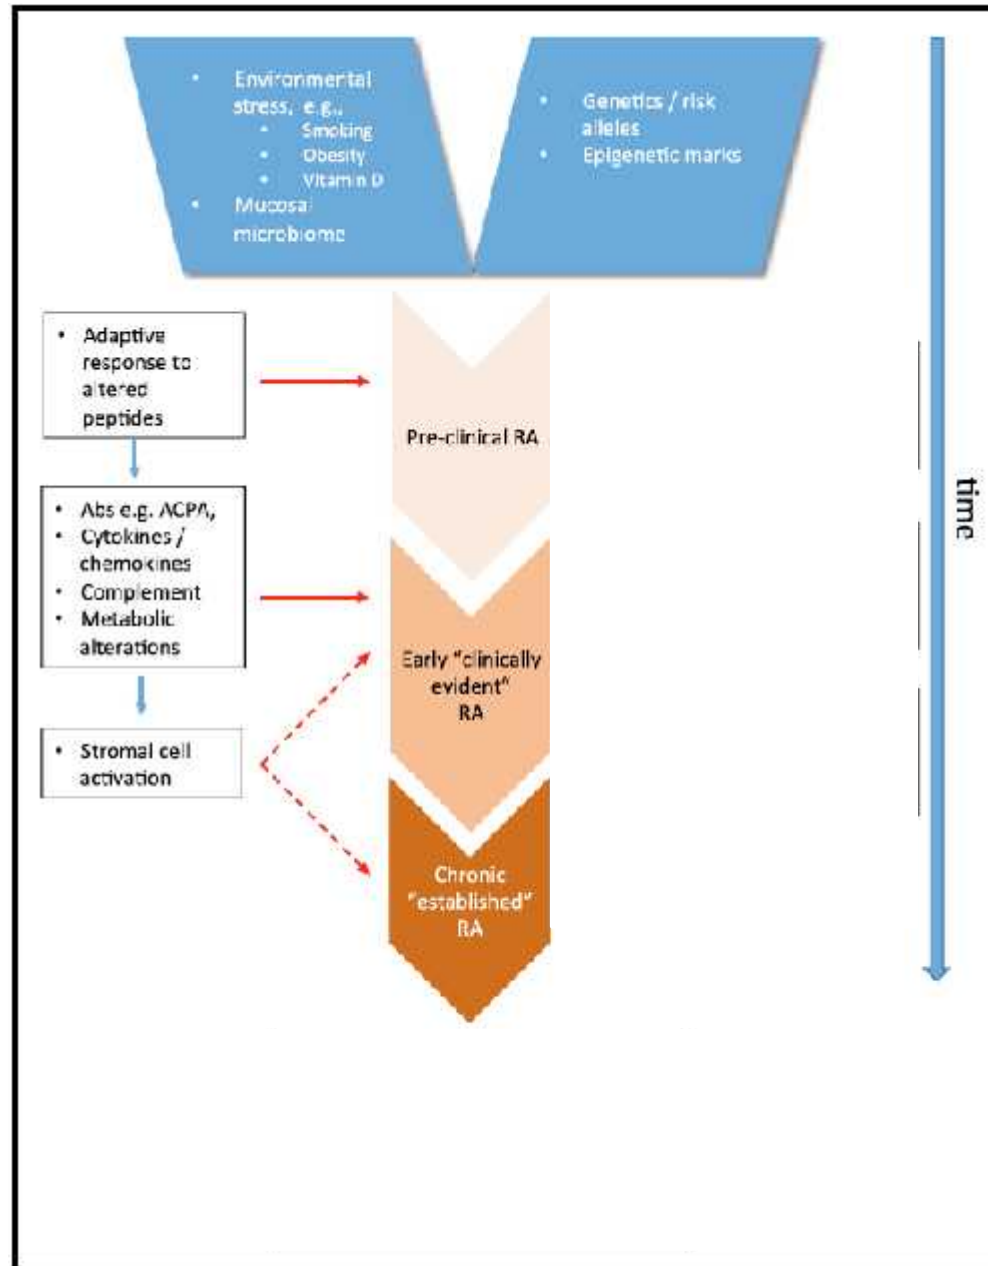 • Environmental
stress, e.g.,
• Smoking
• Obesity
• Vitamin D
• Mucosal
microbiome
• Genetics / risk
alleles
• Epigenetic marks
• Adaptive
response to
altered
peptides
Pre-clinical RA
• Abs e.g. ACPA,
• Cytokines /
chemokines
• Complement
• Metabolic
alterations
Early "clinically
evident"
RA
• Stromal cell
activation
Chronic
"established"
RA
time